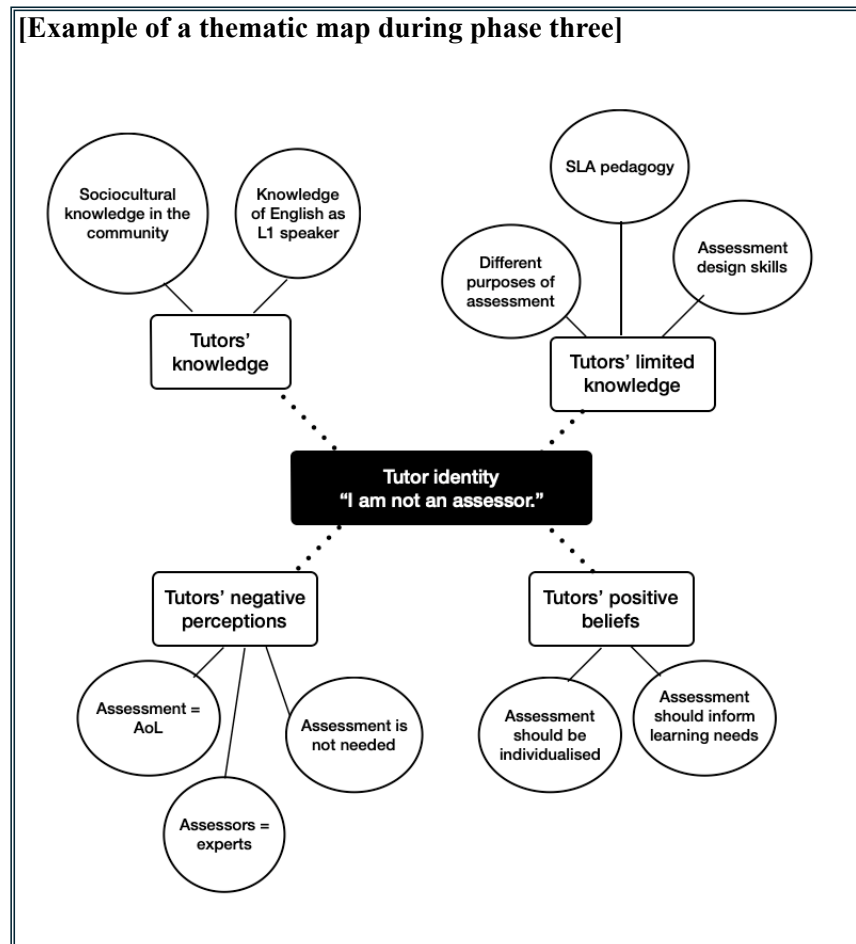 [Example of a thematic map during phase three]
Sociocultural
knowledge in the
community
Knowledge
of English as
L1 speaker
Tutors’
knowledge
SLA pedagogy
Different
purposes of
assessment
Assessment
design skills
Tutors’ limited
knowledge
Tutor identity
“I am not an assessor.”
Tutors’ negative
perceptions
Assessment =
AoL
Assessors =
experts
Assessment is
not needed
Tutors’ positive
beliefs
Assessment
should be
individualised
Assessment
should inform
learning needs